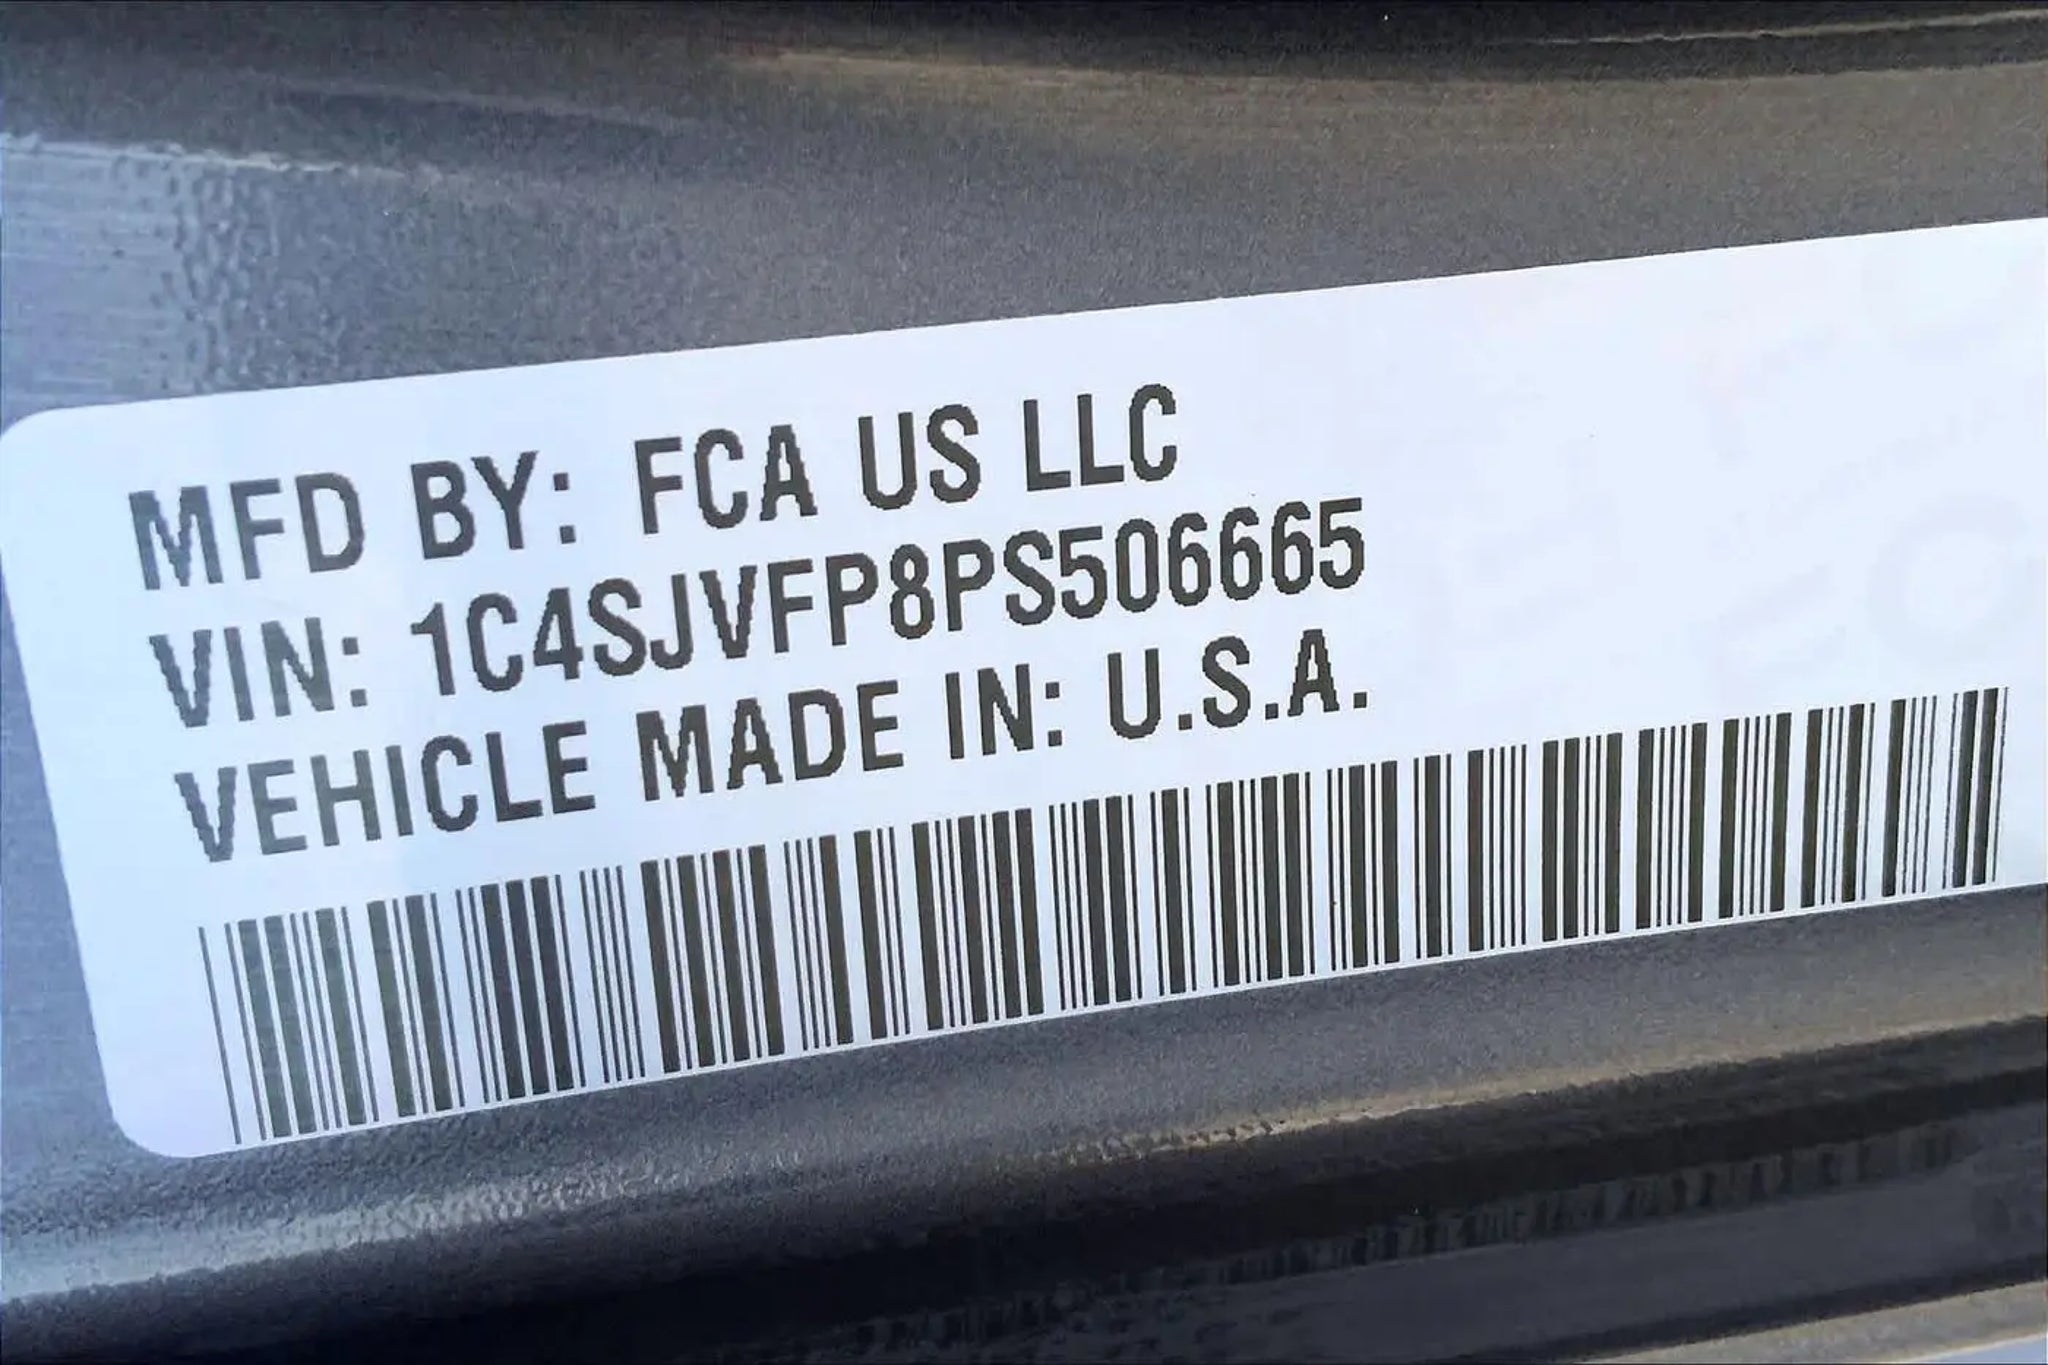 MFD BY: FCA US LLC
VIN: 1C4SJVFP8PS506665
VEHICLE MADE IN: U.S.A.